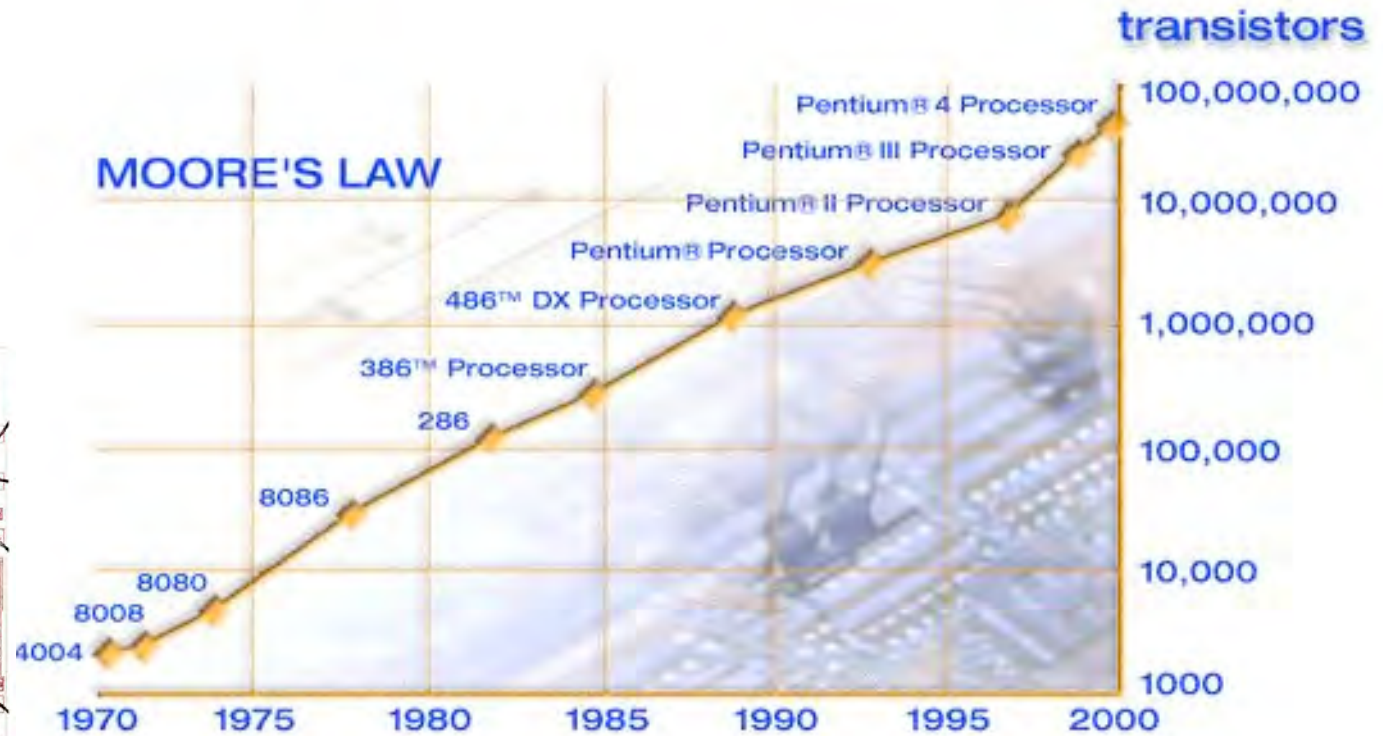 transistors
100,000,000
Pentium® 4 Processor
Pentium® III Processor
MOORE'S LAW
10,000,000
Pentium® II Processor
Pentium® Processor
486™ DX Processor
1,000,000
386™ Processor
286
100,000
8086
10,000
8080
8008
4004
1000
1970 1975 1980 1985 1990 1995 2000